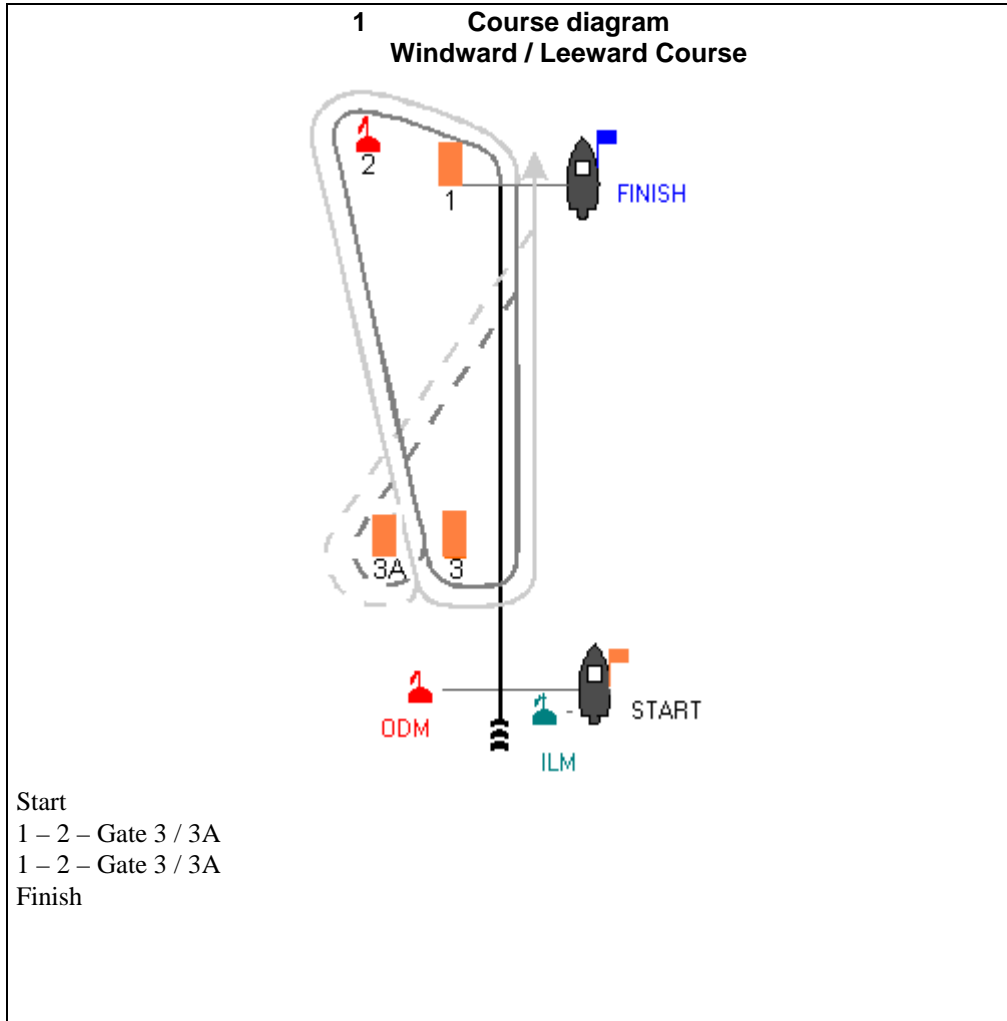 1 Course diagram
Windward / Leeward Course
2
1
FINISH
3A
3
ODM
START
ILM
Start
1 – 2 – Gate 3 / 3A
1 – 2 – Gate 3 / 3A
Finish